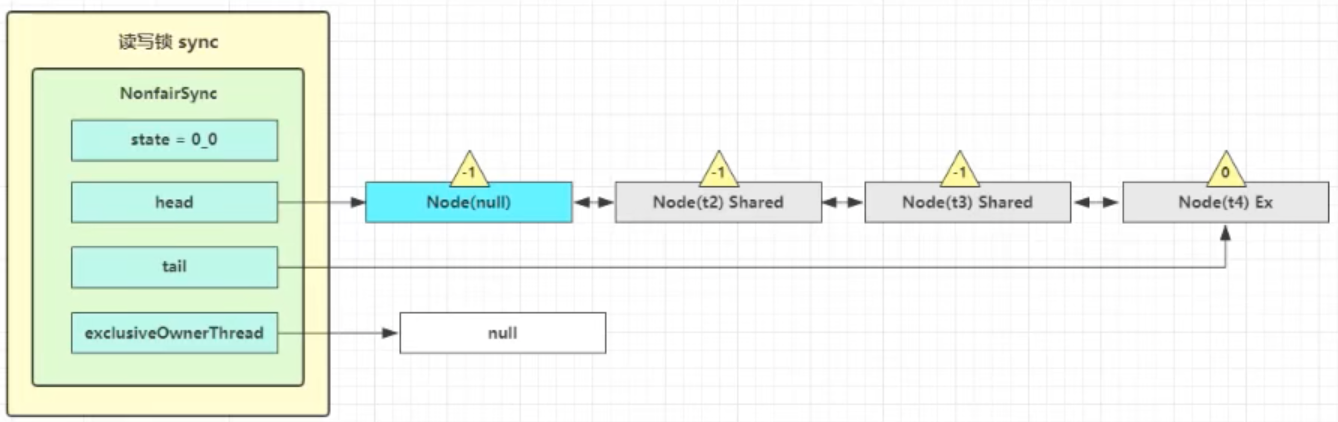 读写锁 sync
NonfairSync
state = 0_0
head
tail
exclusiveOwnerThread
-1
Node(null)
-1
Node(t2) Shared
-1
Node(t3) Shared
0
Node(t4) Ex
null